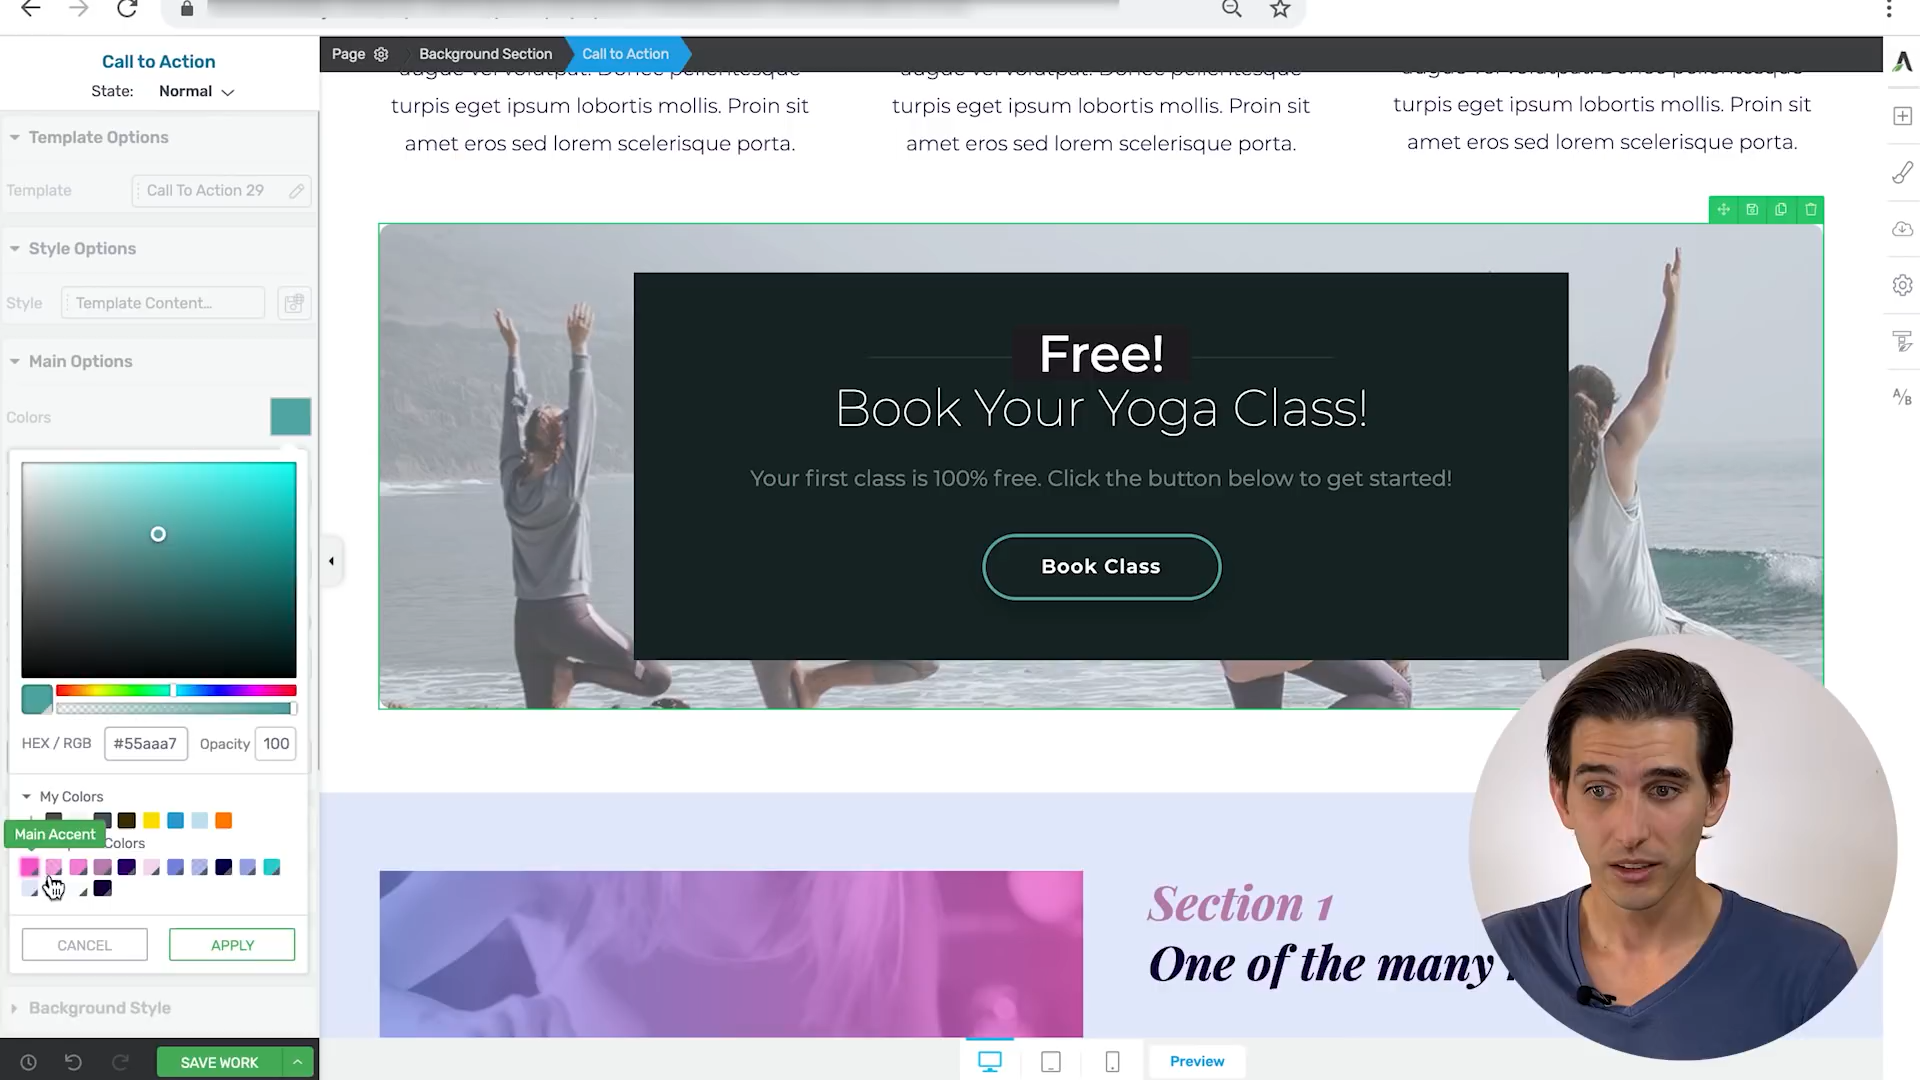 Call to Action
State: Normal
Template Options
Template Call To Action 29
Style Options
Style Template Content...
Main Options
Colors
HEX / RGB #55aaa7 Opacity 100
My Colors
Main Accent
Colors
CANCEL APPLY
Background Style
SAVE WORK
Page Background Section Call to Action
turpis eget ipsum lobortis mollis. Proin sit
amet eros sed lorem scelerisque porta.
turpis eget ipsum lobortis mollis. Proin sit
amet eros sed lorem scelerisque porta.
turpis eget ipsum lobortis mollis. Proin sit
amet eros sed lorem scelerisque porta.
Free!
Book Your Yoga Class!
Your first class is 100% free. Click the button below to get started!
Book Class
Section 1
One of the many
Preview
A/B